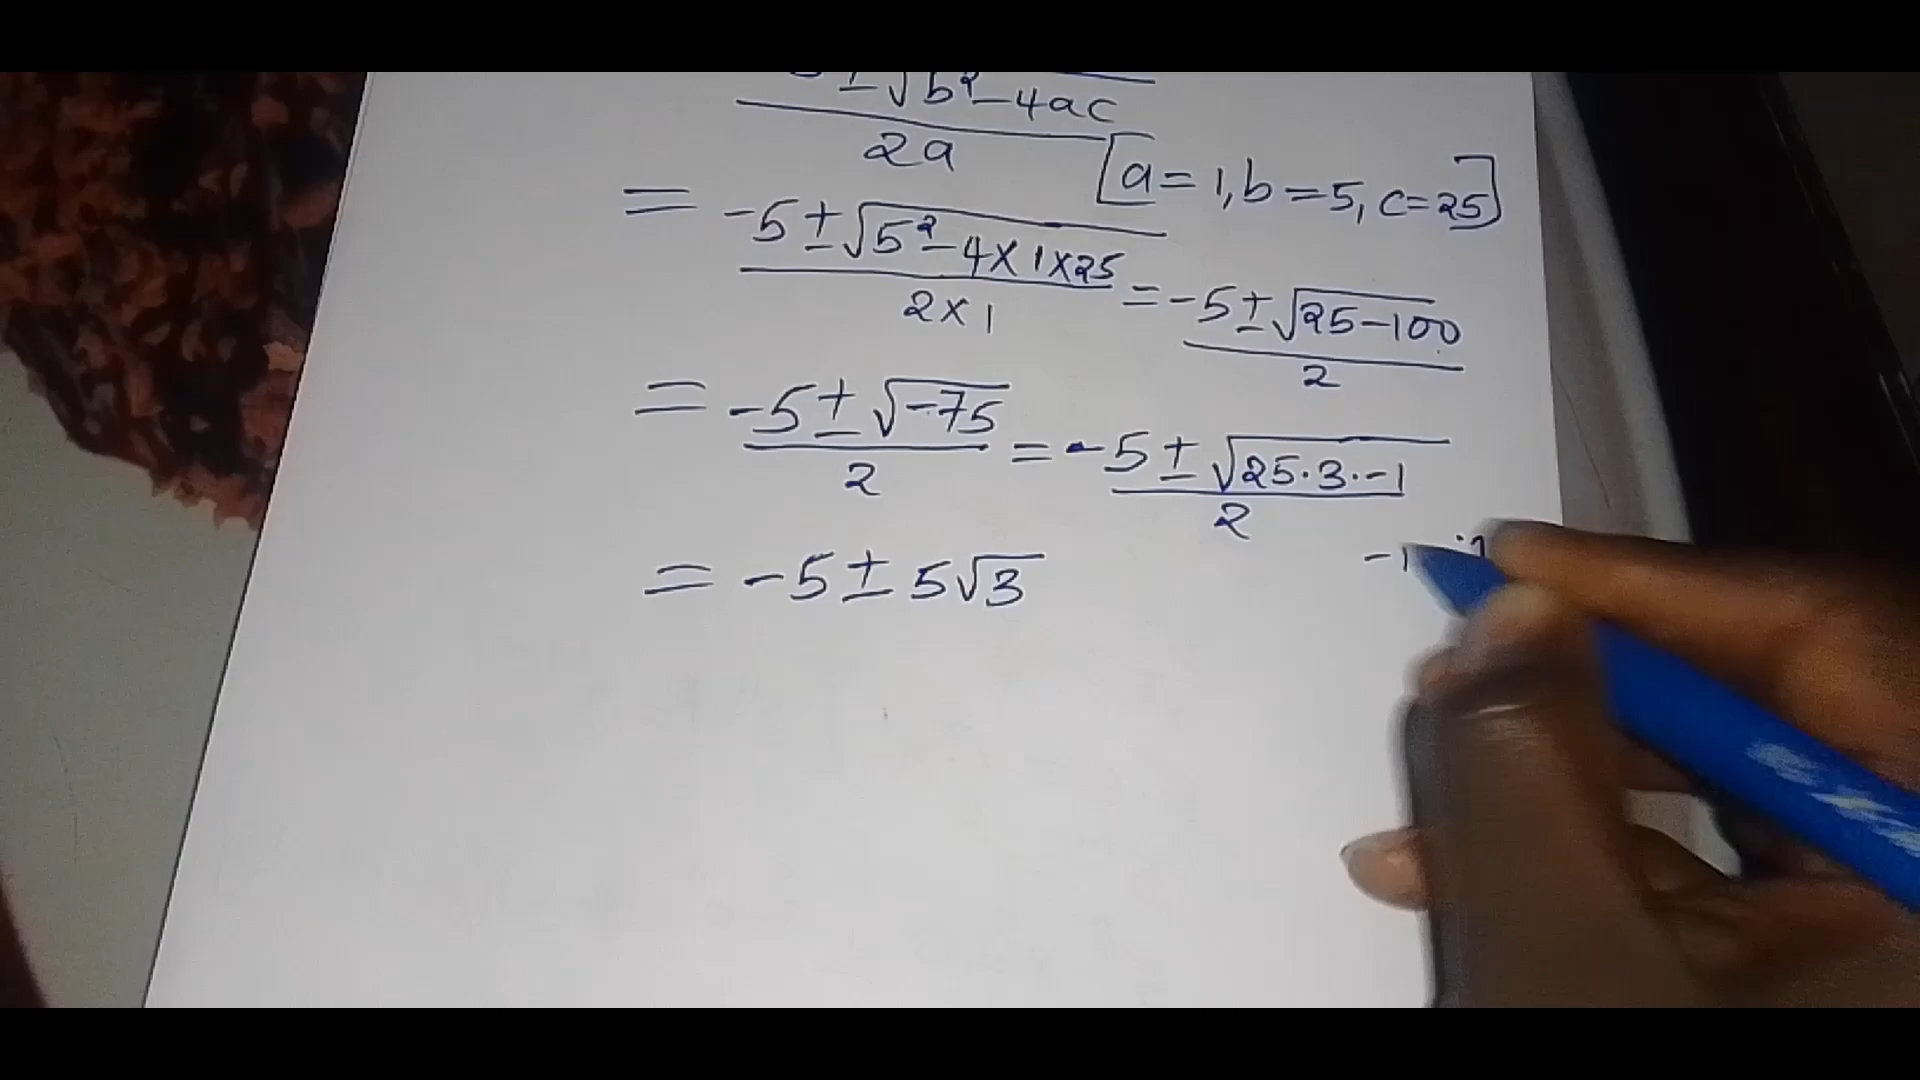 ± √b² - 4ac
2a
[a = 1, b = 5, c = 25]
= -5 ± √5² - 4 × 1 × 25
2 × 1
= -5 ± √25 - 100
2
= -5 ± √-75
2
= -5 ± √25 · 3 · -1
2
= -5 ± 5√3
-1